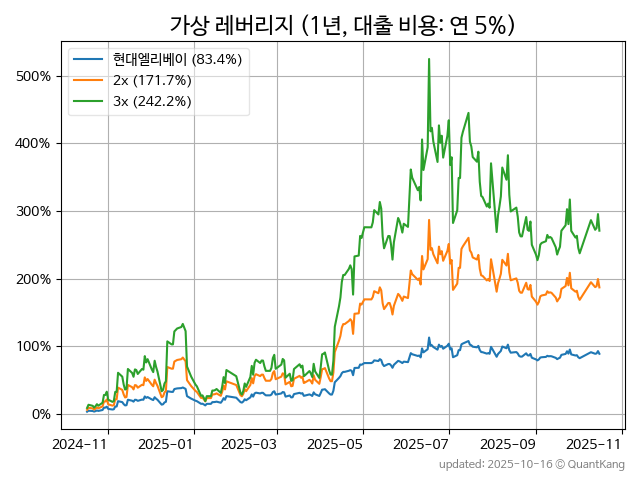 가상 레버리지 (1년, 대출 비용: 연 5%)
현대엘리베이 (83.4%)
2x (171.7%)
3x (242.2%)
500%
400%
300%
200%
100%
0%
2024-11 2025-01 2025-03 2025-05 2025-07 2025-09 2025-11
updated: 2025-10-16 © QuantKang